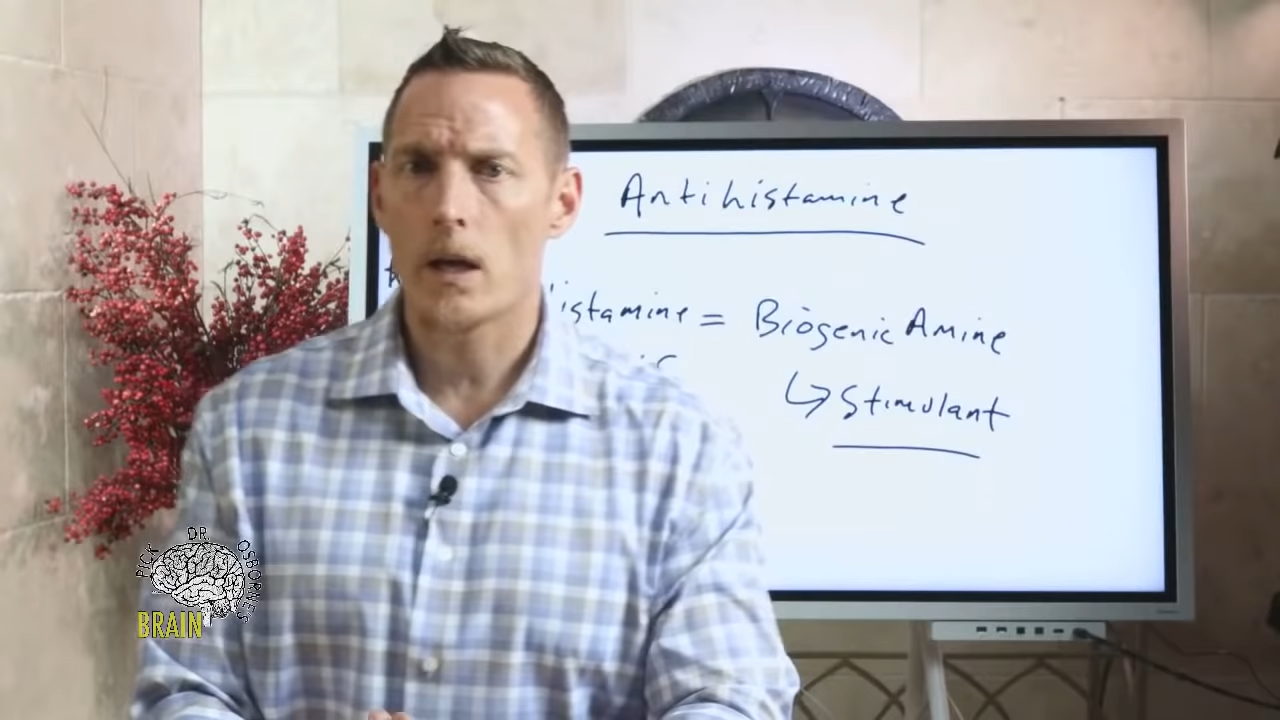 Antihistamine
istamine = Biogenic Amine
↳ Stimulant
PICK DR OSBORNE'S
BRAIN